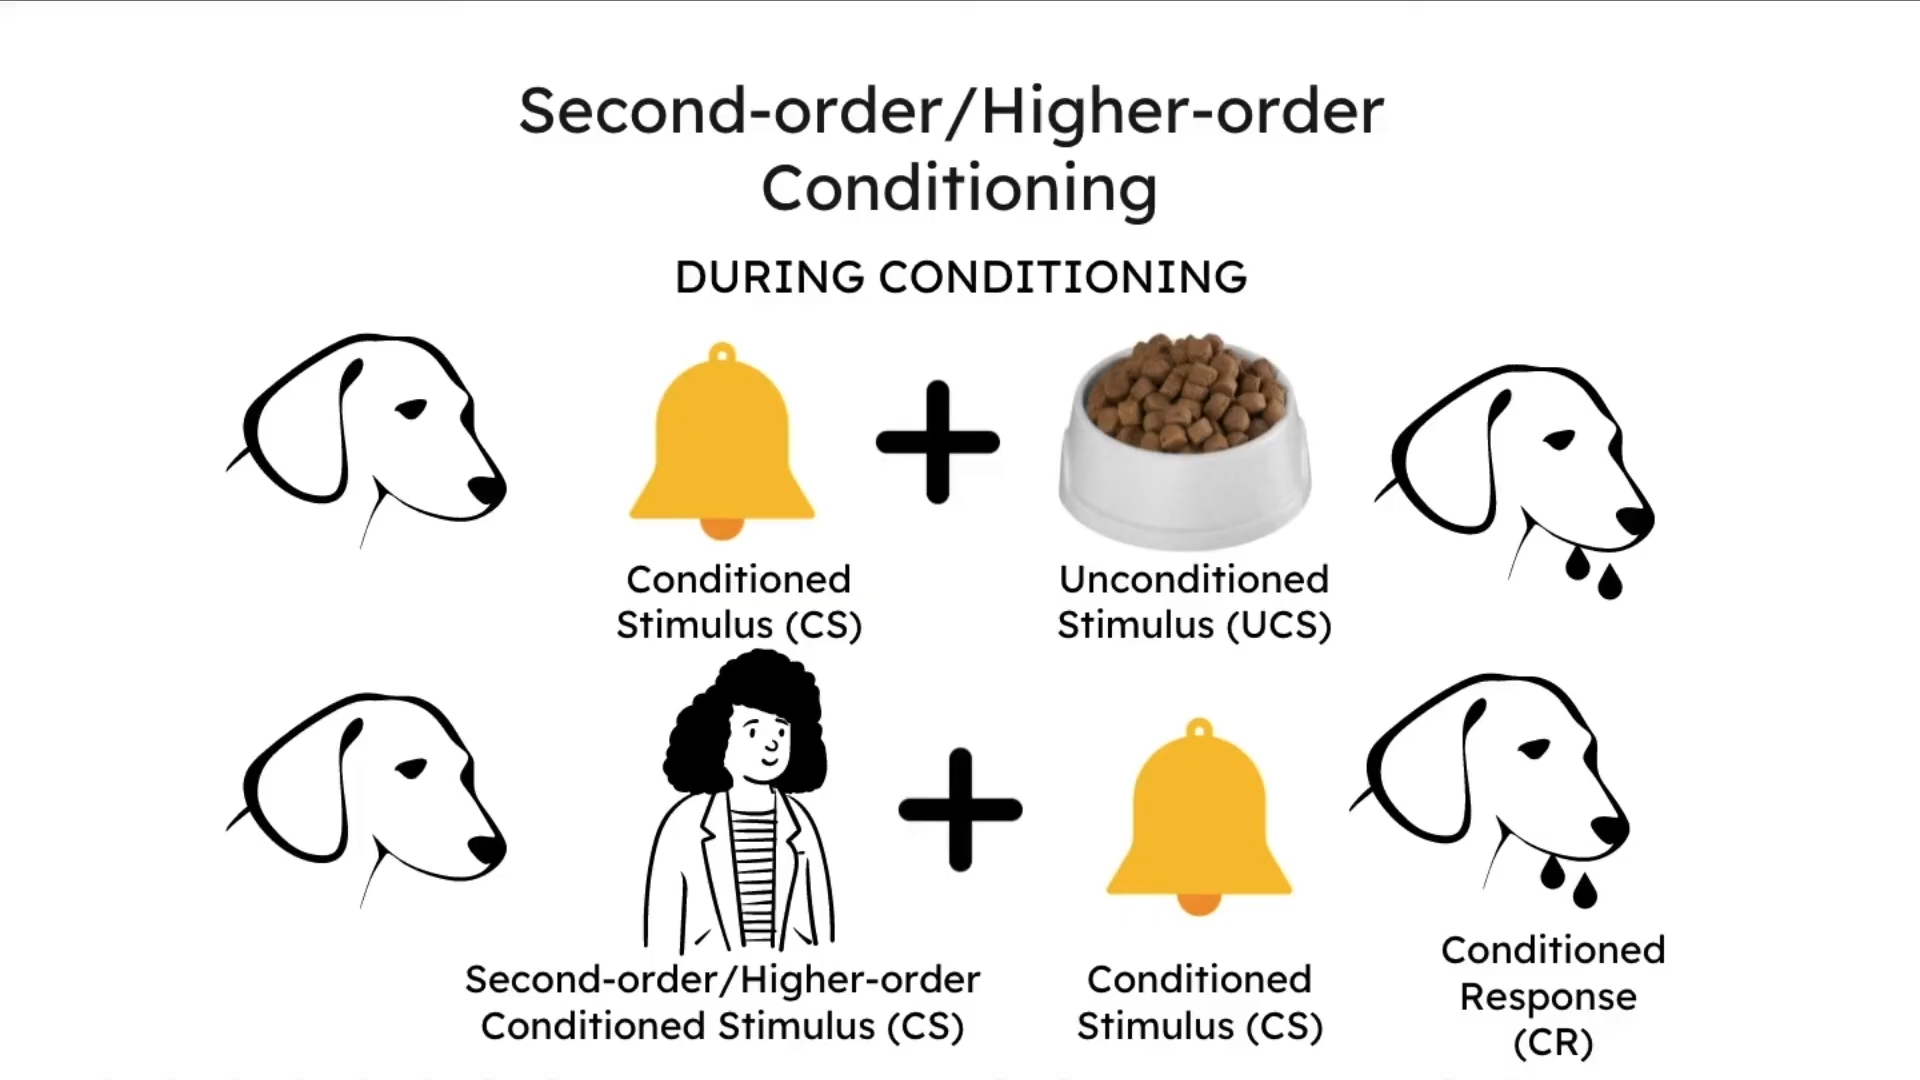 Second-order/Higher-order
Conditioning
DURING CONDITIONING
Conditioned
Stimulus (CS)
Unconditioned
Stimulus (UCS)
Second-order/Higher-order
Conditioned Stimulus (CS)
Conditioned
Stimulus (CS)
Conditioned
Response
(CR)